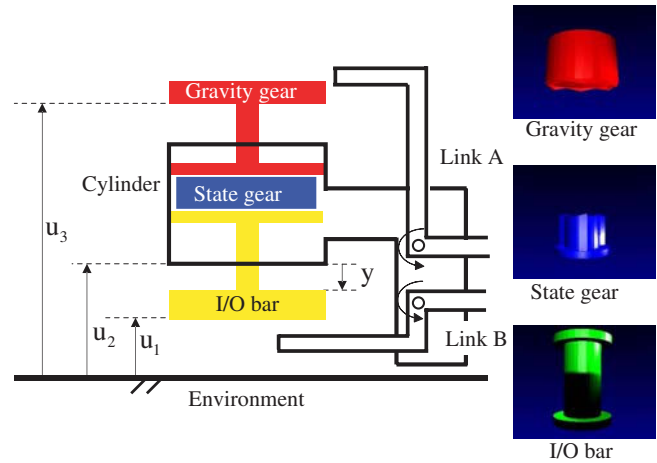 Gravity gear
Cylinder
State gear
Link A
u3
y
I/O bar
u2
u1
Link B
Environment
Gravity gear
State gear
I/O bar